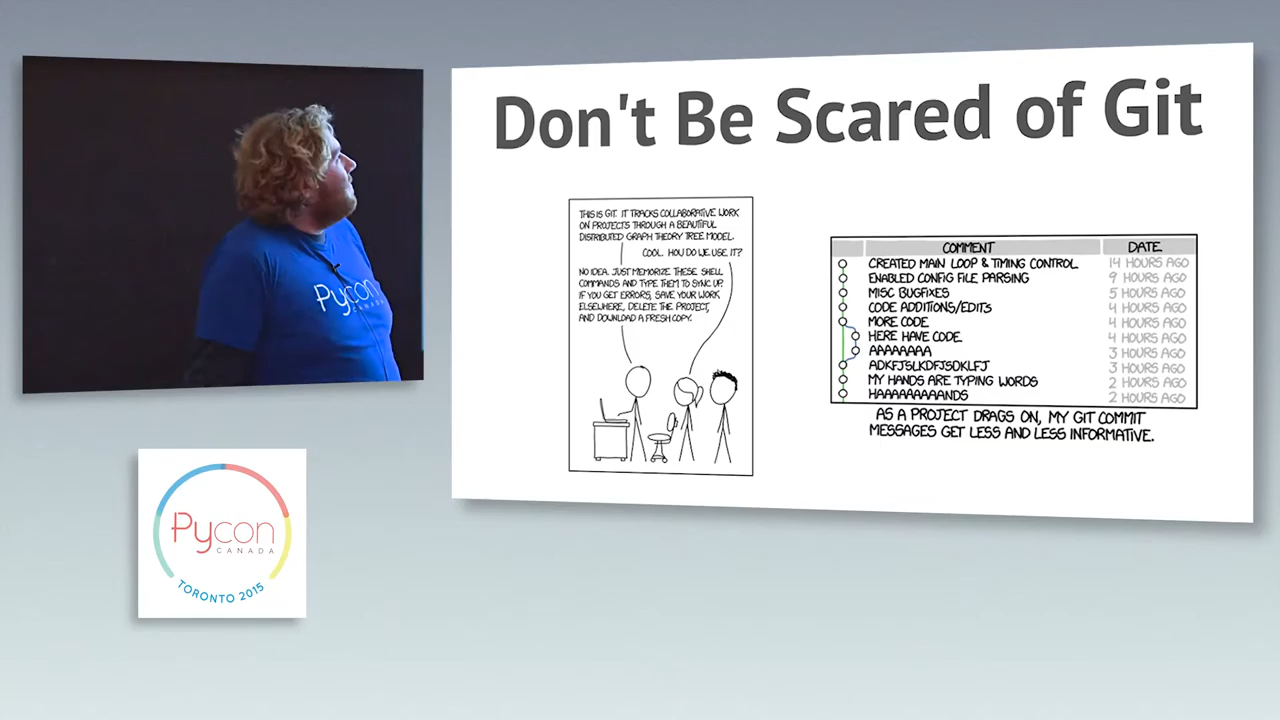 Don't Be Scared of Git
THIS IS GIT. IT TRACKS COLLABORATIVE WORK
ON PROJECTS THROUGH A BEAUTIFUL
DISTRIBUTED GRAPH THEORY TREE MODEL.
COOL. HOW DO WE USE IT?
NO IDEA. JUST MEMORIZE THESE SHELL
COMMANDS AND TYPE THEM TO SYNC UP.
IF YOU GET ERRORS, SAVE YOUR WORK
ELSEWHERE, DELETE THE PROJECT,
AND DOWNLOAD A FRESH COPY.
COMMENT DATE
CREATED MAIN LOOP & TIMING CONTROL 14 HOURS AGO
ENABLED CONFIG FILE PARSING 9 HOURS AGO
MISC BUGFIXES 5 HOURS AGO
CODE ADDITIONS/EDITS 4 HOURS AGO
MORE CODE 4 HOURS AGO
HERE HAVE CODE 4 HOURS AGO
AAAAAAAA 3 HOURS AGO
ADKFJSLKDFJSDKLFJ 3 HOURS AGO
MY HANDS ARE TYPING WORDS 2 HOURS AGO
HAAAAAAAAANDS 2 HOURS AGO
AS A PROJECT DRAGS ON, MY GIT COMMIT
MESSAGES GET LESS AND LESS INFORMATIVE.
Pycon
CANADA
Pycon
CANADA
TORONTO 2015